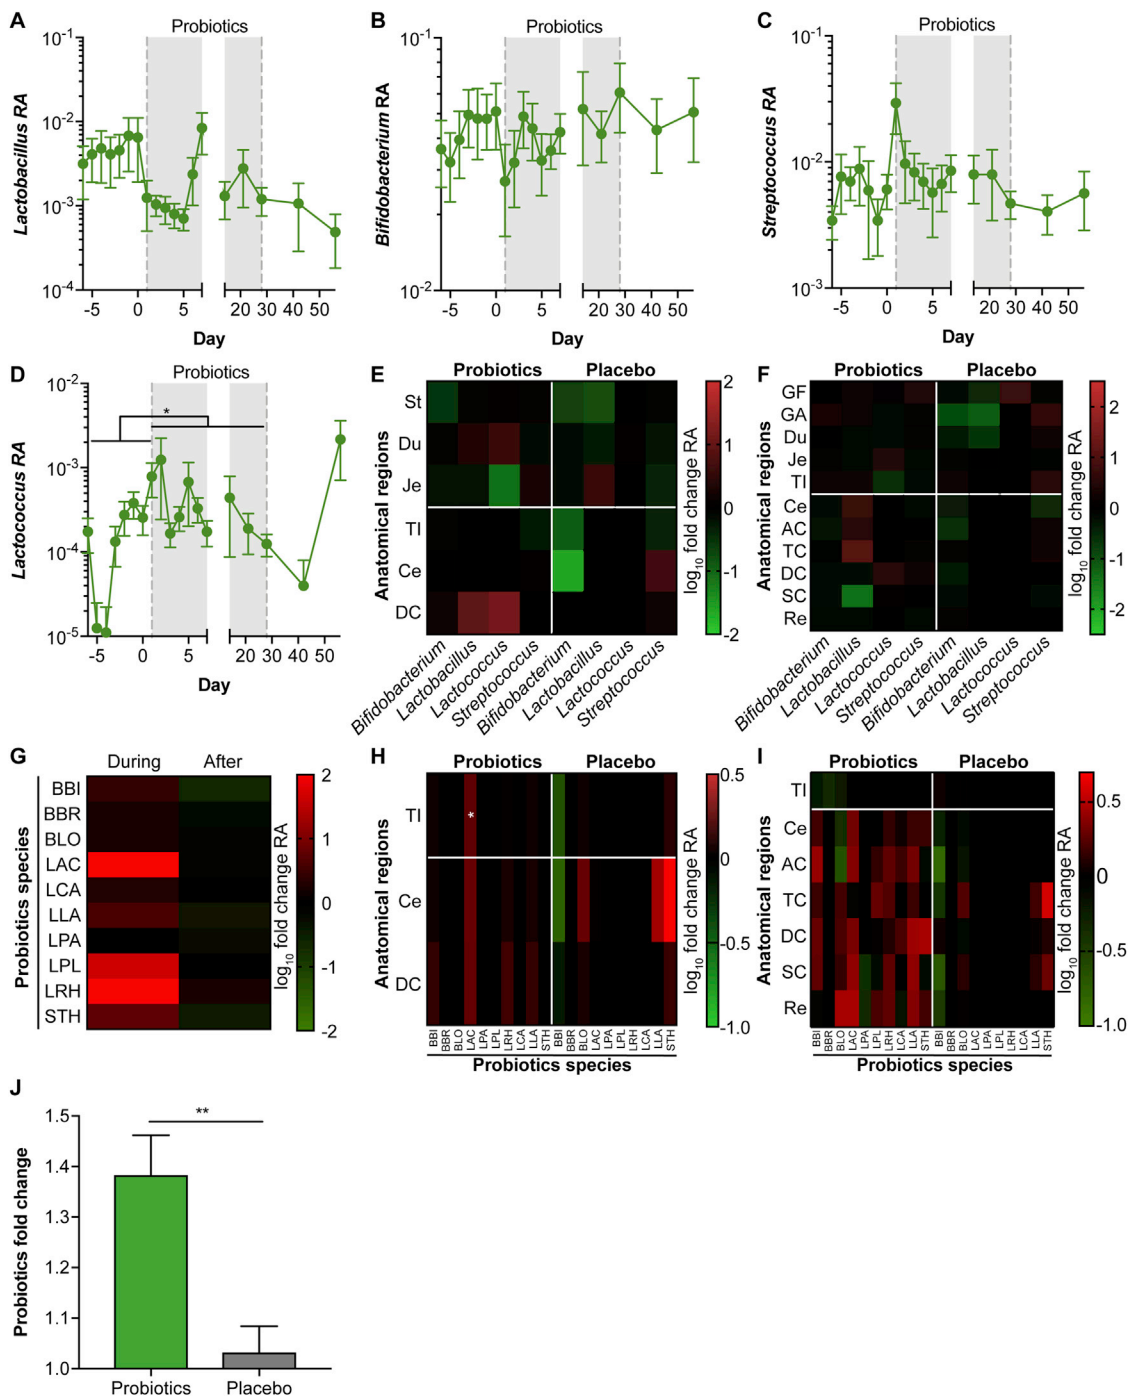 A
Probiotics
Lactobacillus RA
10-1
10-2
10-3
10-4
-5 0 5 20 30 40 50
Day
B
Probiotics
Bifidobacterium RA
10-1
10-2
-5 0 5 20 30 40 50
Day
C
Probiotics
Streptococcus RA
10-1
10-2
10-3
-5 0 5 20 30 40 50
Day
D
Probiotics
*
Lactococcus RA
10-2
10-3
10-4
10-5
-5 0 5 20 30 40 50
Day
E
Probiotics Placebo
Anatomical regions
St
Du
Je
TI
Ce
DC
Bifidobacterium
Lactobacillus
Lactococcus
Streptococcus
Bifidobacterium
Lactobacillus
Lactococcus
Streptococcus
2
1
0
-1
-2
log10 fold change RA
F
Probiotics Placebo
Anatomical regions
GF
GA
Du
Je
TI
Ce
AC
TC
DC
SC
Re
Bifidobacterium
Lactobacillus
Lactococcus
Streptococcus
Bifidobacterium
Lactobacillus
Lactococcus
Streptococcus
2
1
0
-1
-2
log10 fold change RA
G
During After
Probiotics species
BBI
BBR
BLO
LAC
LCA
LLA
LPA
LPL
LRH
STH
2
1
0
-1
-2
log10 fold change RA
H
Probiotics Placebo
Anatomical regions
TI
*
Ce
DC
BBI BBR BLO LAC LPA LPL LRH LCA LLA STH BBI BBR BLO LAC LPA LPL LRH LCA LLA STH
Probiotics species
0.5
0
-0.5
-1.0
log10 fold change RA
I
Probiotics Placebo
Anatomical regions
TI
Ce
AC
TC
DC
SC
Re
BBI BBR BLO LAC LPA LPL LRH LCA LLA STH BBI BBR BLO LAC LPA LPL LRH LCA LLA STH
Probiotics species
0.5
0
-0.5
-1.0
log10 fold change RA
J
**
Probiotics fold change
1.5
1.4
1.3
1.2
1.1
1.0
Probiotics Placebo